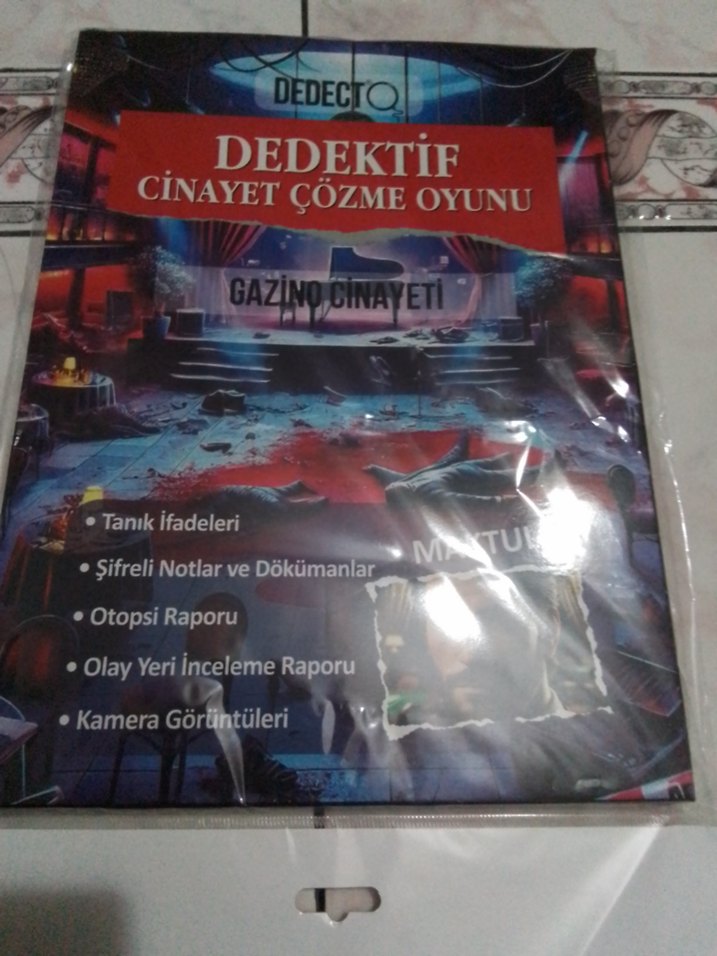 DEDECTQ
DEDEKTİF
CİNAYET ÇÖZME OYUNU
GAZİNO CİNAYETİ
• Tanık İfadeleri
• Şifreli Notlar ve Dökümanlar
• Otopsi Raporu
• Olay Yeri İnceleme Raporu
• Kamera Görüntüleri